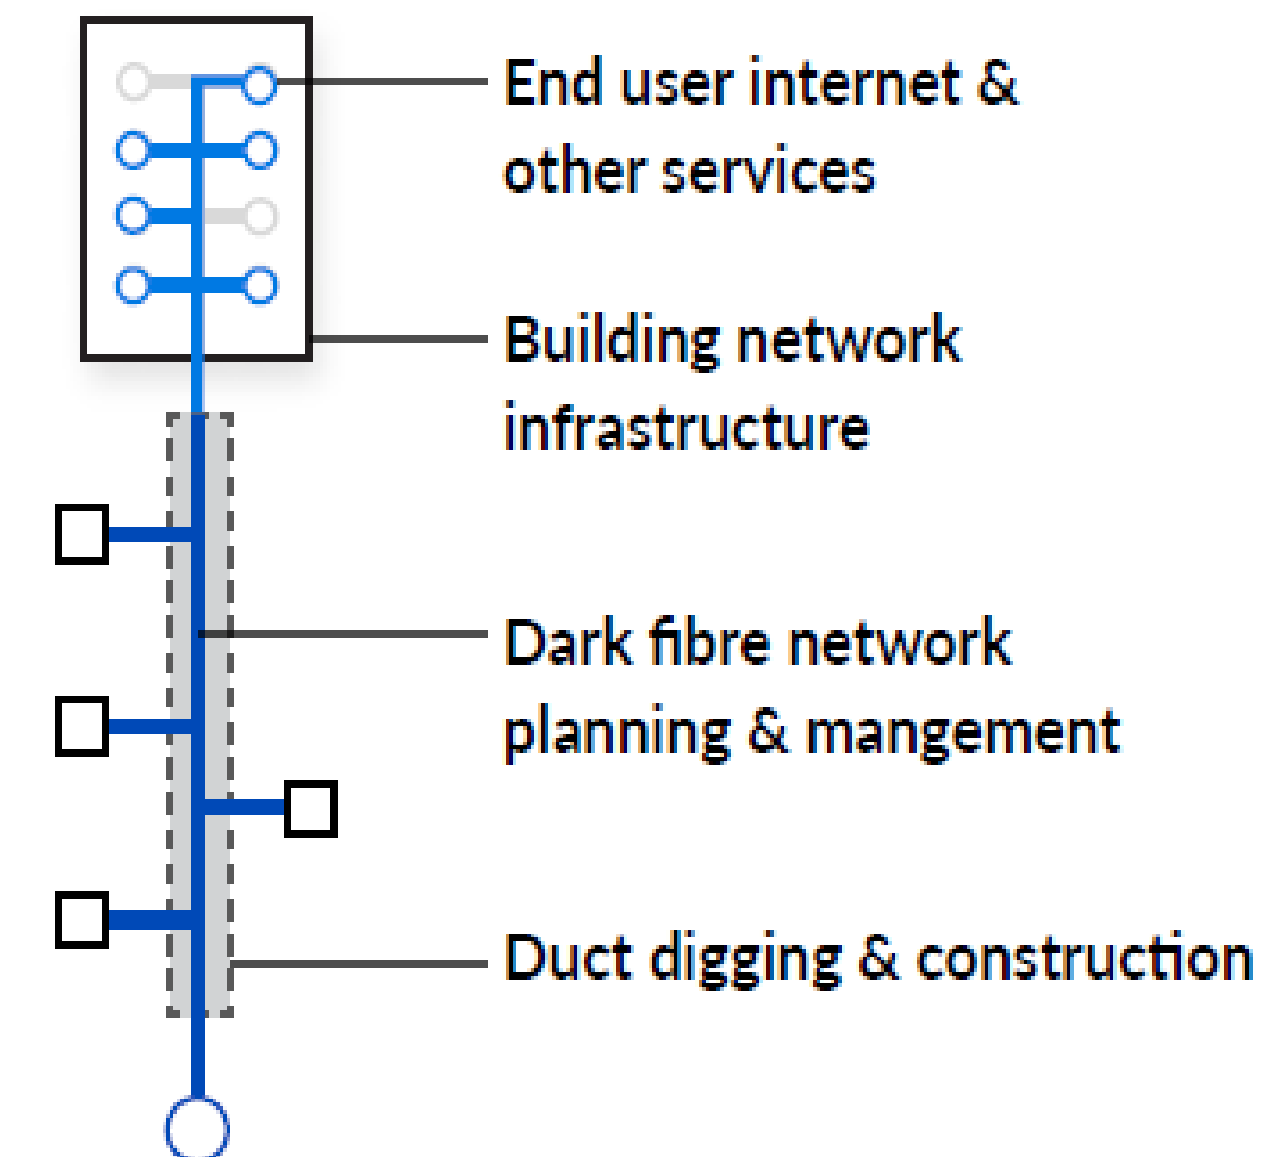 End user internet &
other services
Building network
infrastructure
Dark fibre network
planning & mangement
Duct digging & construction